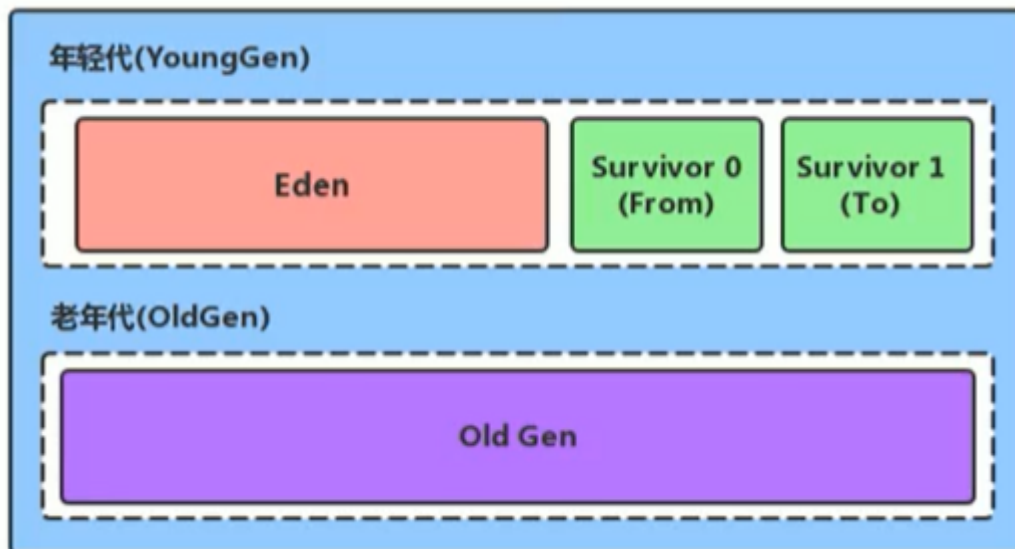 年轻代(YoungGen)
Eden
Survivor 0
(From)
Survivor 1
(To)
老年代(OldGen)
Old Gen